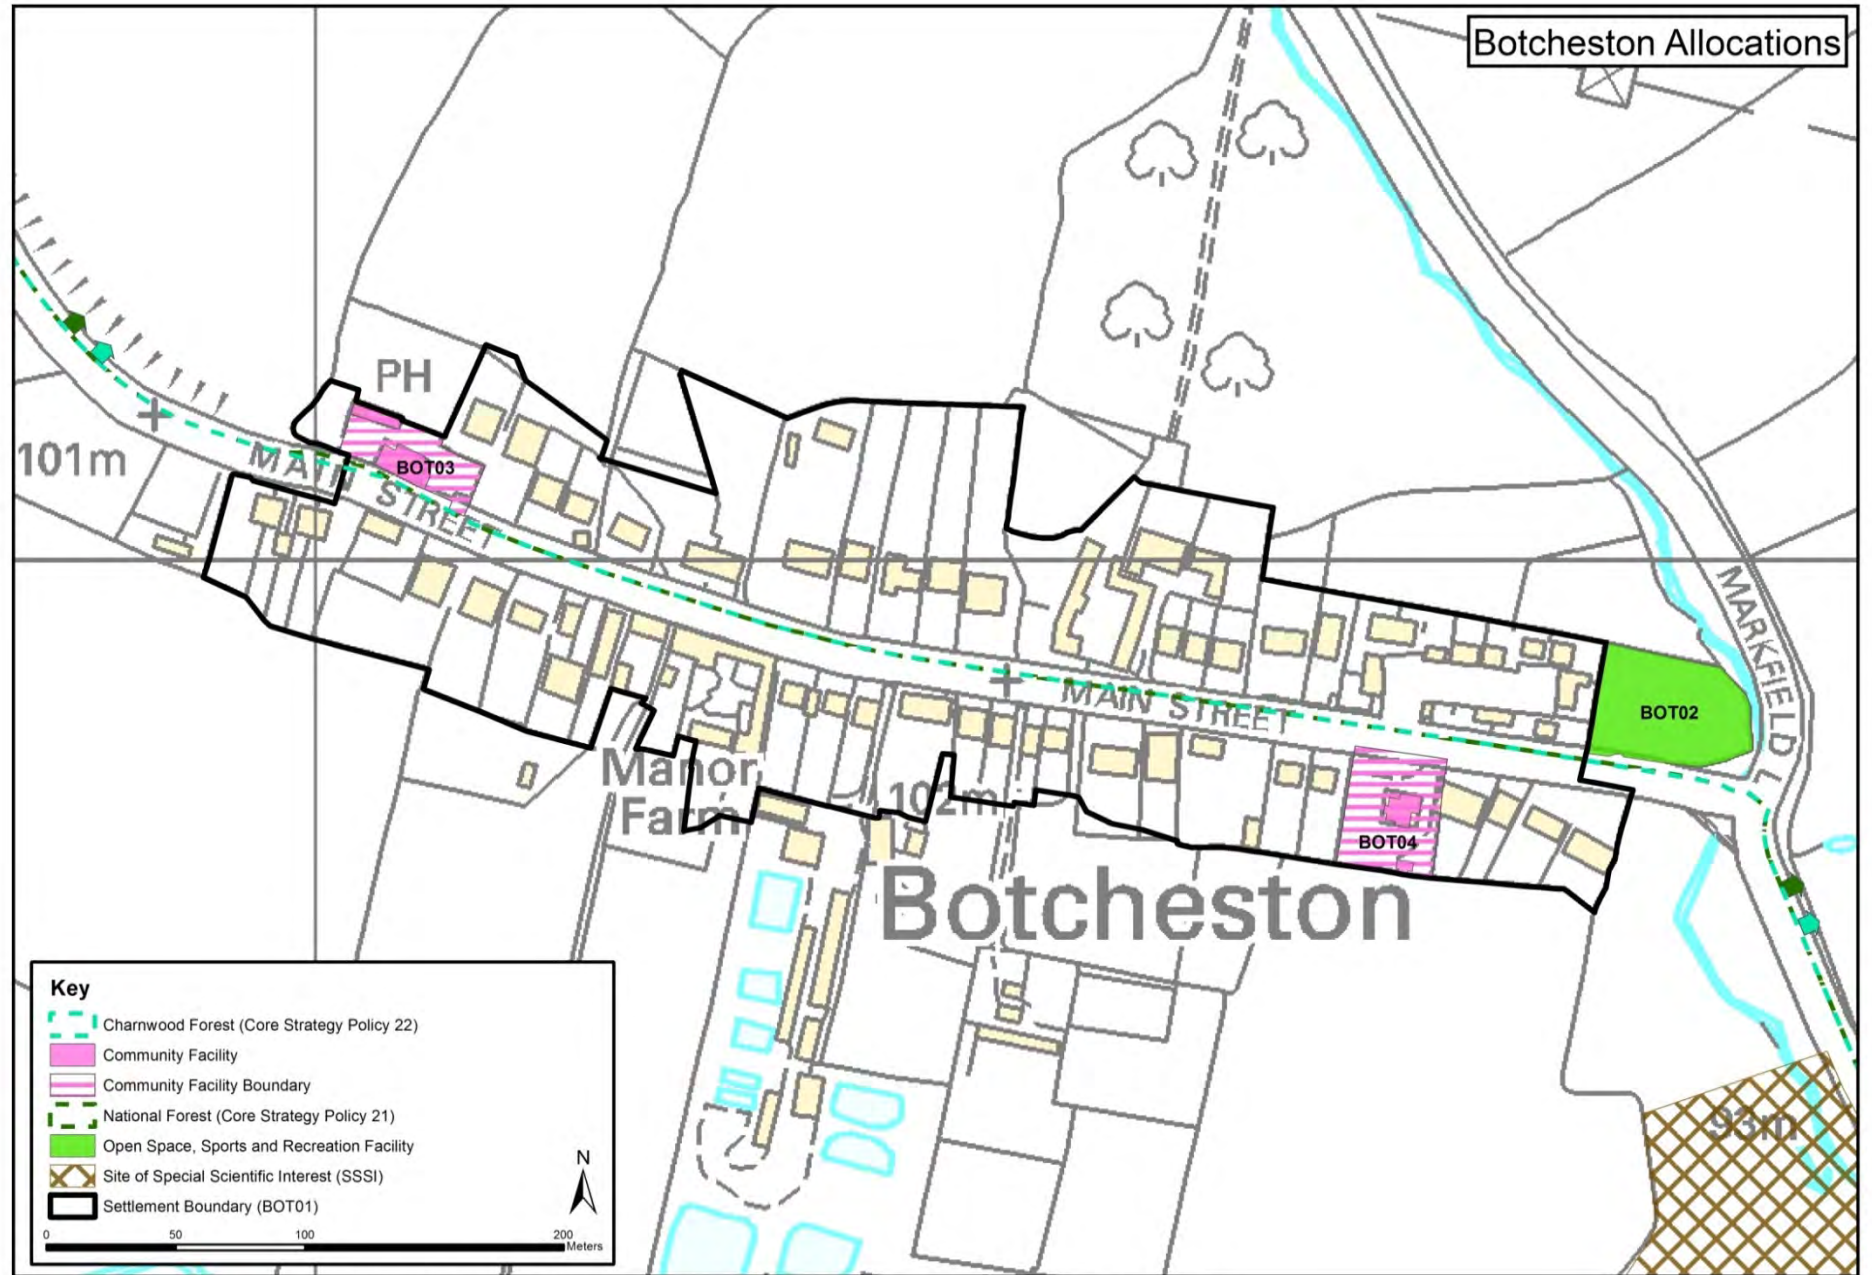 Botcheston Allocations
PH
101m
MAIN STREET
BOT03
MARKFIELD L
MAIN STREET
BOT02
Manor
Farm
102m
BOT04
Botcheston
93m
Key
Charnwood Forest (Core Strategy Policy 22)
Community Facility
Community Facility Boundary
National Forest (Core Strategy Policy 21)
Open Space, Sports and Recreation Facility
Site of Special Scientific Interest (SSSI)
Settlement Boundary (BOT01)
N
0 50 100 200
Meters